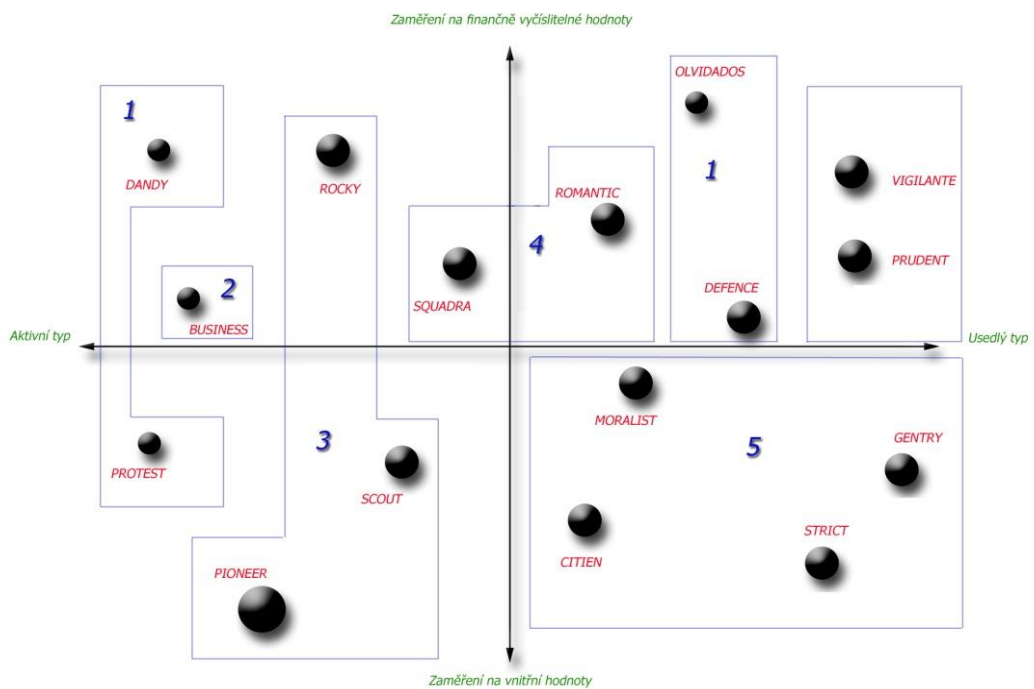 Zaměření na finančně vyčíslitelné hodnoty
OLVIDADOS
1
DANDY
ROCKY
1
VIGILANTE
ROMANTIC
4
PRUDENT
2
SQUADRA
DEFENCE
BUSINESS
Aktivní typ
Usedlý typ
MORALIST
3
5
GENTRY
PROTEST
SCOUT
STRICT
CITIEN
PIONEER
Zaměření na vnitřní hodnoty